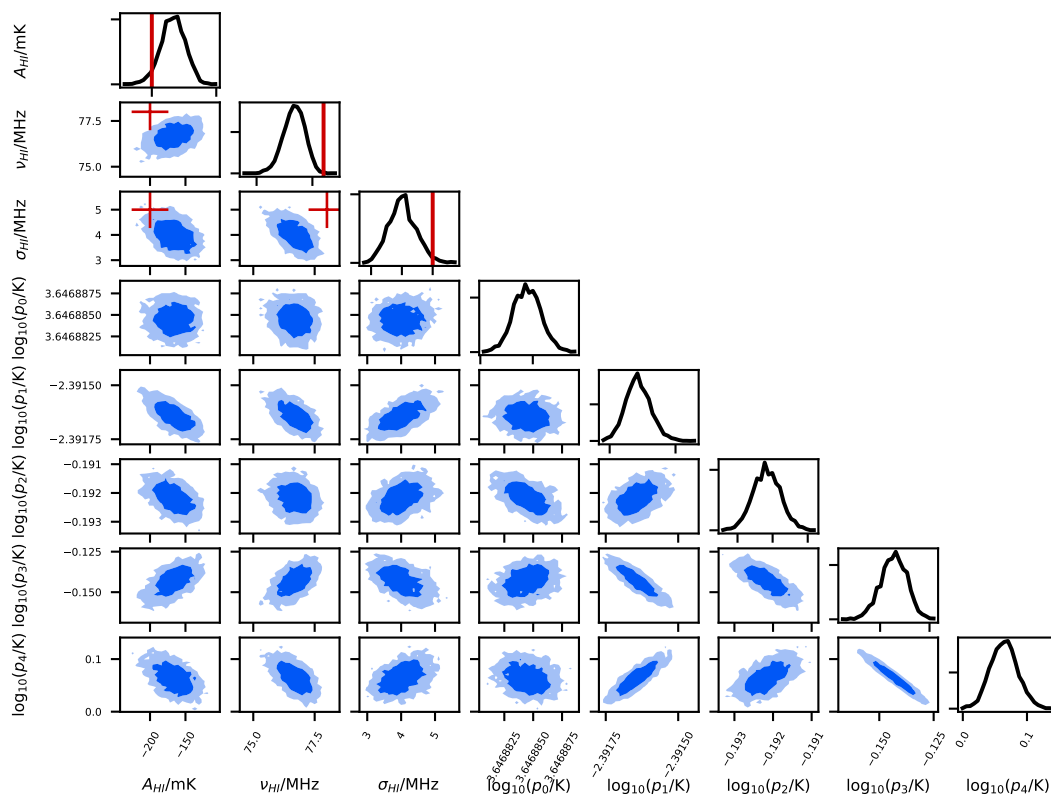 A_HI/mK
ν_HI/MHz
77.5
75.0
σ_HI/MHz
5
4
3
log₁₀(p₀/K)
3.6468875
3.6468850
3.6468825
log₁₀(p₁/K)
−2.39150
−2.39175
log₁₀(p₂/K)
−0.191
−0.192
−0.193
log₁₀(p₃/K)
−0.125
−0.150
log₁₀(p₄/K)
0.1
0.0
−200 −150 75.0 77.5 3 4 5 3.6468825 3.6468850 3.6468875 −2.39175 −2.39150 −0.193 −0.192 −0.191 −0.150 −0.125 0.0 0.1
A_HI/mK ν_HI/MHz σ_HI/MHz log₁₀(p₀/K) log₁₀(p₁/K) log₁₀(p₂/K) log₁₀(p₃/K) log₁₀(p₄/K)